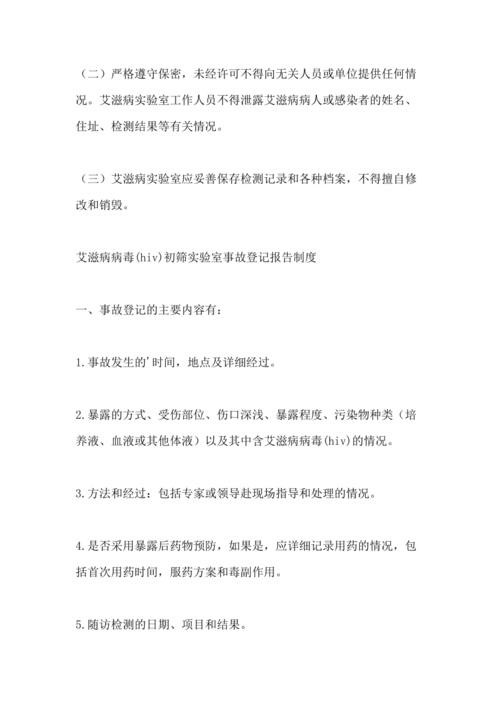 （二）严格遵守保密，未经许可不得向无关人员或单位提供任何情
况。艾滋病实验室工作人员不得泄露艾滋病病人或感染者的姓名、
住址、检测结果等有关情况。
（三）艾滋病实验室应妥善保存检测记录和各种档案，不得擅自修
改和销毁。
艾滋病病毒(hiv)初筛实验室事故登记报告制度
一、事故登记的主要内容有：
1.事故发生的'时间，地点及详细经过。
2.暴露的方式、受伤部位、伤口深浅、暴露程度、污染物种类（培
养液、血液或其他体液）以及其中含艾滋病病毒(hiv)的情况。
3.方法和经过：包括专家或领导赴现场指导和处理的情况。
4.是否采用暴露后药物预防，如果是，应详细记录用药的情况，包
括首次用药时间，服药方案和毒副作用。
5.随访检测的日期、项目和结果。